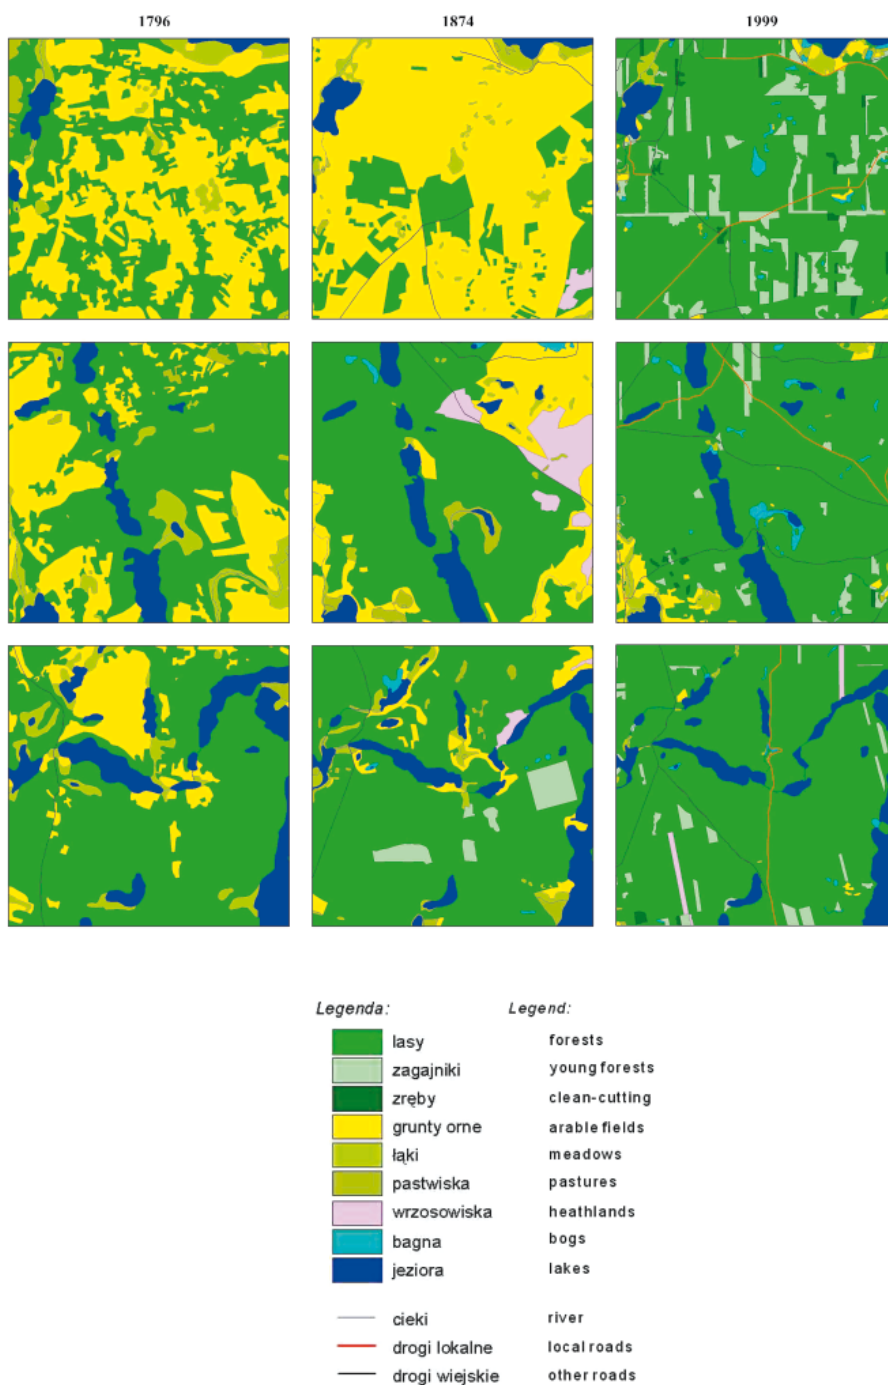 1796 1874 1999
Legenda: Legend:
lasy forests
zagajniki young forests
zręby clean-cutting
grunty orne arable fields
łąki meadows
pastwiska pastures
wrzosowiska heathlands
bagna bogs
jeziora lakes
cieki river
drogi lokalne local roads
drogi wiejskie other roads